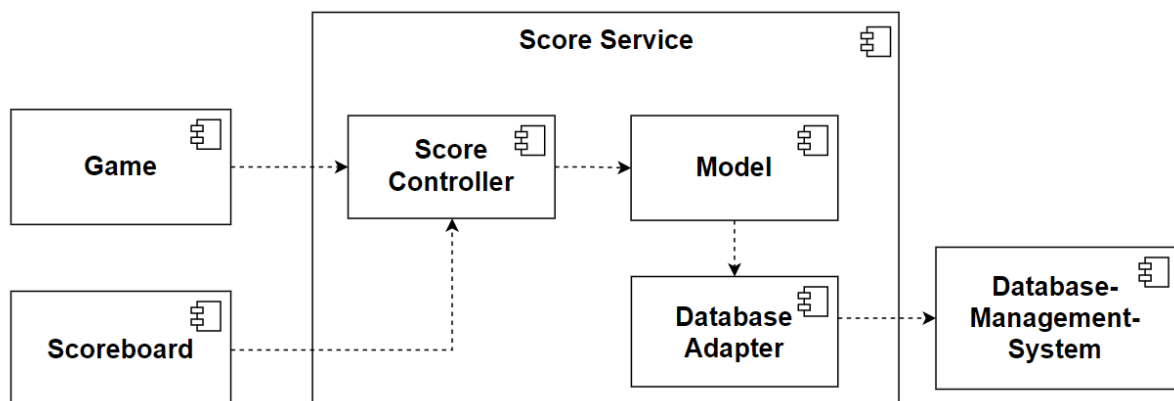 Score Service
Game
Score
Controller
Model
Scoreboard
Database
Adapter
Database-
Management-
System